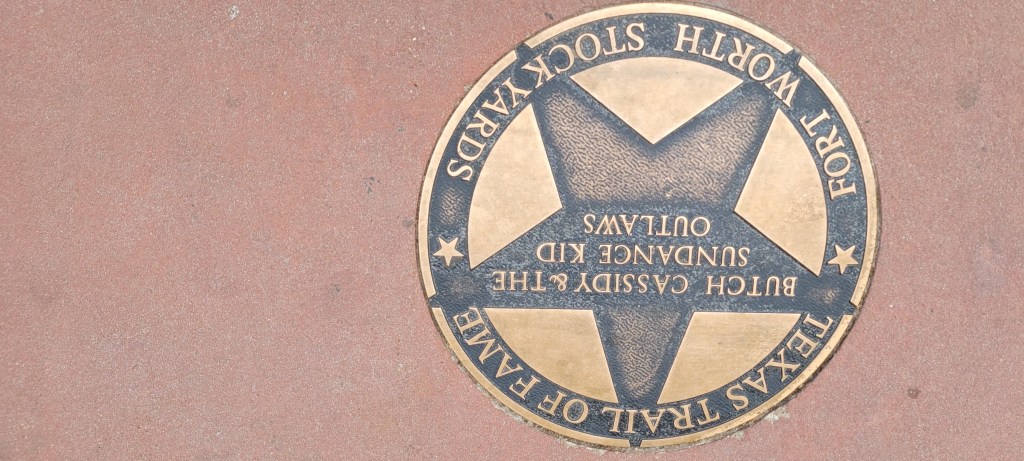 TEXAS TRAIL OF FAME
BUTCH CASSIDY & THE
SUNDANCE KID
OUTLAWS
FORT WORTH STOCKYARDS